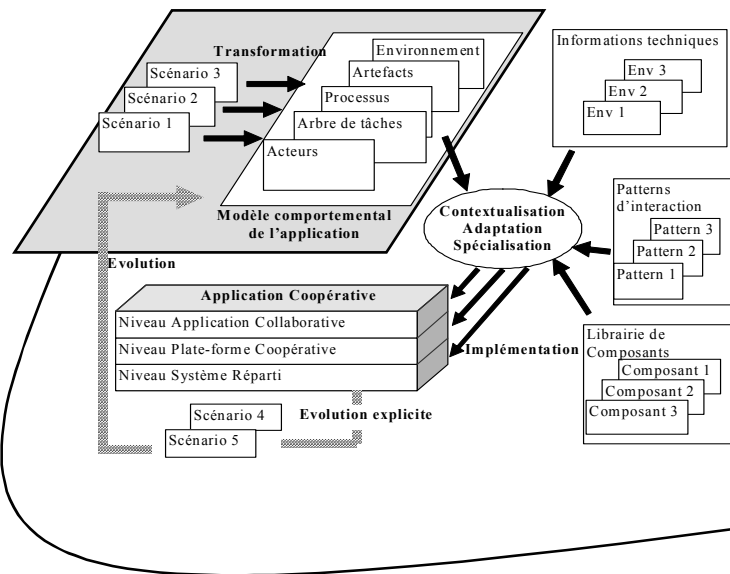 Transformation
Scénario 3
Scénario 2
Scénario 1
Environnement
Artefacts
Processus
Arbre de tâches
Acteurs
Modèle comportemental
de l'application
Informations techniques
Env 3
Env 2
Env 1
Contextualisation
Adaptation
Spécialisation
Patterns
d'interaction
Pattern 3
Pattern 2
Pattern 1
Evolution
Application Coopérative
Niveau Application Collaborative
Niveau Plate-forme Coopérative
Niveau Système Réparti
Implémentation
Librairie de
Composants
Composant 1
Composant 2
Composant 3
Scénario 4
Scénario 5
Evolution explicite